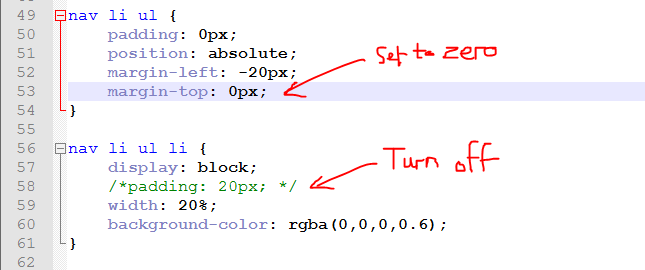 49 nav li ul {
50 padding: 0px;
51 position: absolute;
52 margin-left: -20px;
53 margin-top: 0px;
54 }
55
56 nav li ul li {
57 display: block;
58 /*padding: 20px; */
59 width: 20%;
60 background-color: rgba(0,0,0,0.6);
61 }
62
Set to zero
Turn off